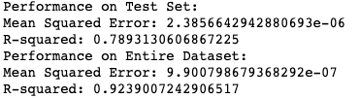 Performance on Test Set:
Mean Squared Error: 2.3856642942880693e-06
R-squared: 0.7893130606867225
Performance on Entire Dataset:
Mean Squared Error: 9.900798679368292e-07
R-squared: 0.9239007242906517